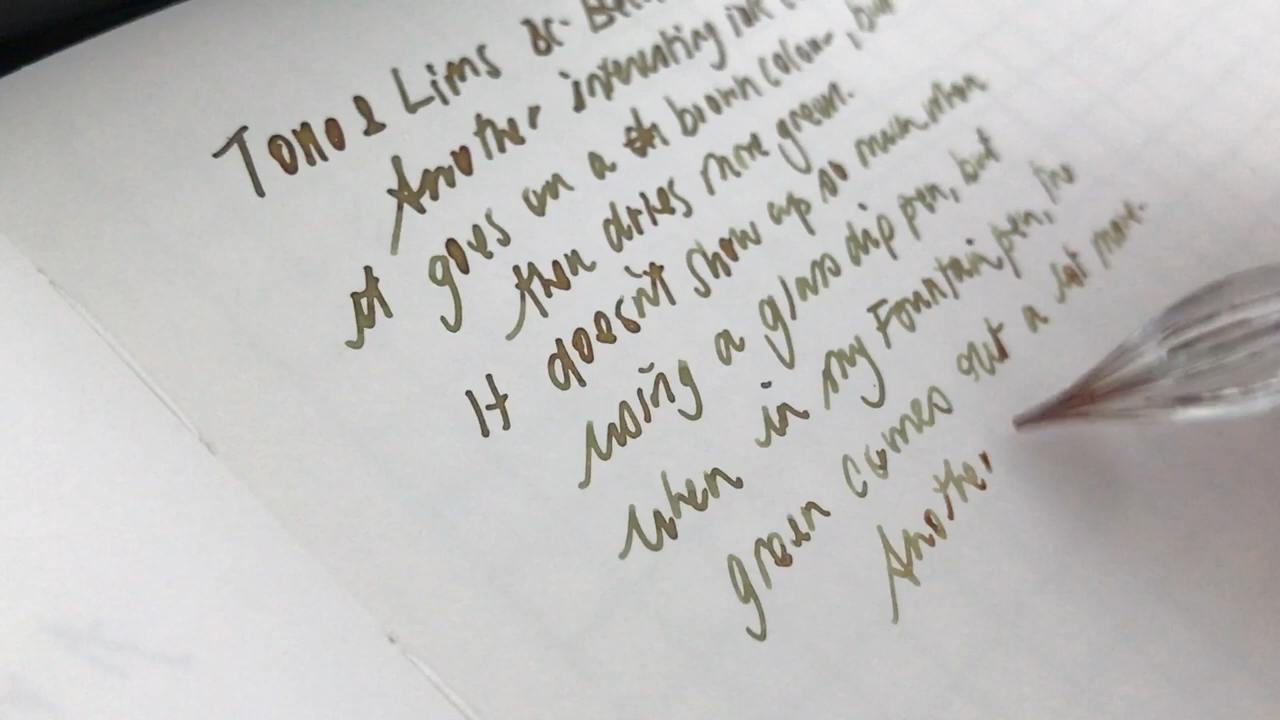 TOMO & Lims Dr. 
Another interesting ink
it goes on a brown colour, but
then dries more green.
It doesn't show up so much when
using a glass dip pen, but
when in my Fountain pen, the
green comes out a lot more.
Another